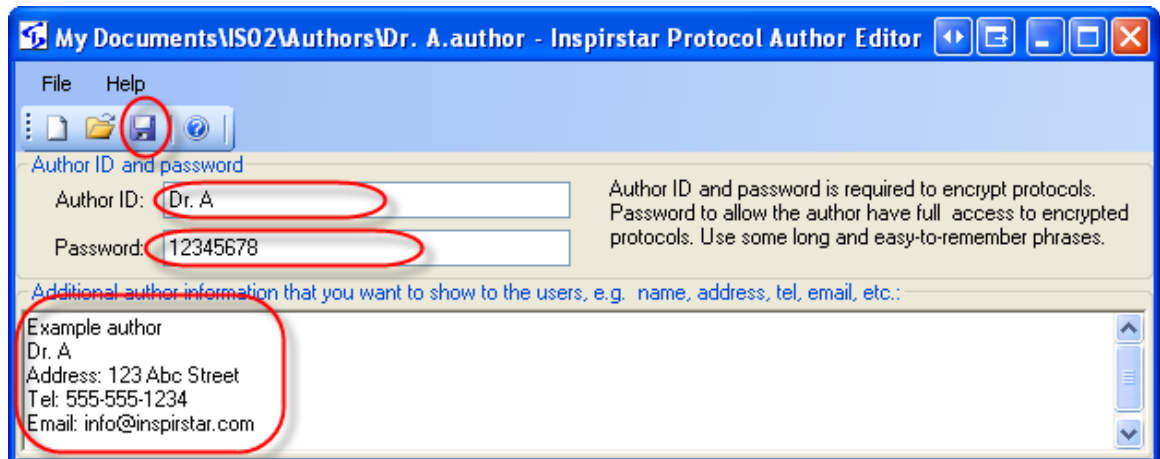 My Documents\IS02\Authors\Dr. A.author - Inspirstar Protocol Author Editor
File Help
Author ID and password
Author ID: Dr. A
Password: 12345678
Author ID and password is required to encrypt protocols.
Password to allow the author have full access to encrypted
protocols. Use some long and easy-to-remember phrases.
Additional author information that you want to show to the users, e.g. name, address, tel, email, etc.:
Example author
Dr. A
Address: 123 Abc Street
Tel: 555-555-1234
Email: info@inspirstar.com